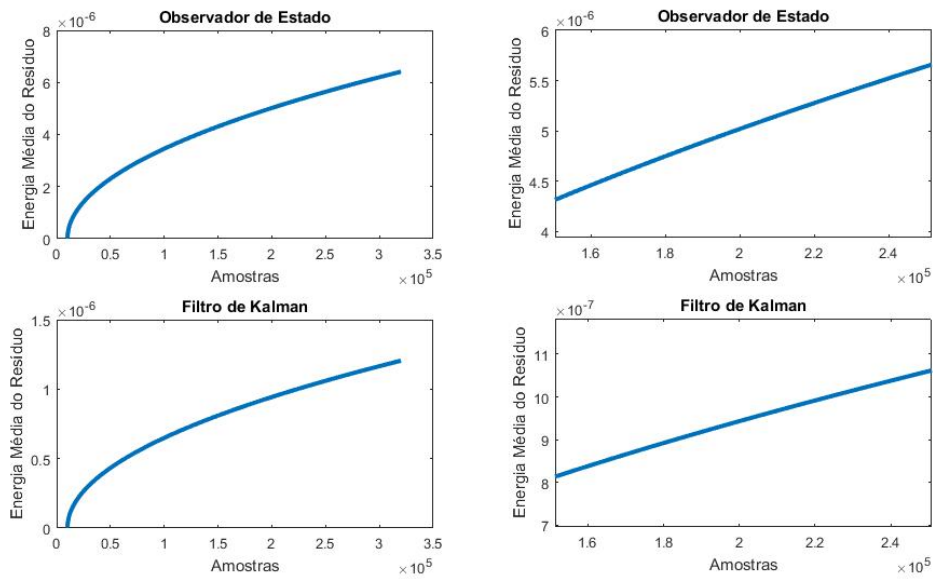 Observador de Estado
×10⁻⁶
8
6
4
2
0
Energia Média do Resíduo
0 0.5 1 1.5 2 2.5 3 3.5
Amostras
×10⁵
Observador de Estado
×10⁻⁶
6
5.5
5
4.5
4
Energia Média do Resíduo
1.6 1.8 2 2.2 2.4
Amostras
×10⁵
Filtro de Kalman
×10⁻⁶
1.5
1
0.5
0
Energia Média do Resíduo
0 0.5 1 1.5 2 2.5 3 3.5
Amostras
×10⁵
Filtro de Kalman
×10⁻⁷
11
10
9
8
7
Energia Média do Resíduo
1.6 1.8 2 2.2 2.4
Amostras
×10⁵